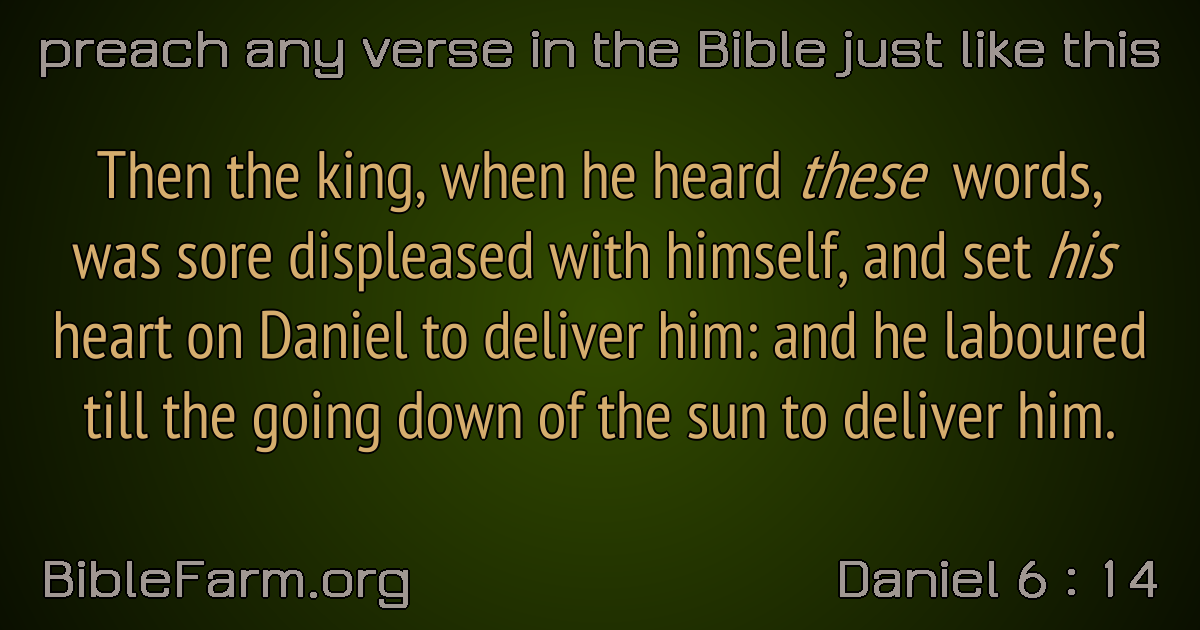 preach any verse in the Bible just like this
Then the king, when he heard these words,
was sore displeased with himself, and set his
heart on Daniel to deliver him: and he laboured
till the going down of the sun to deliver him.
BibleFarm.org
Daniel 6 : 14